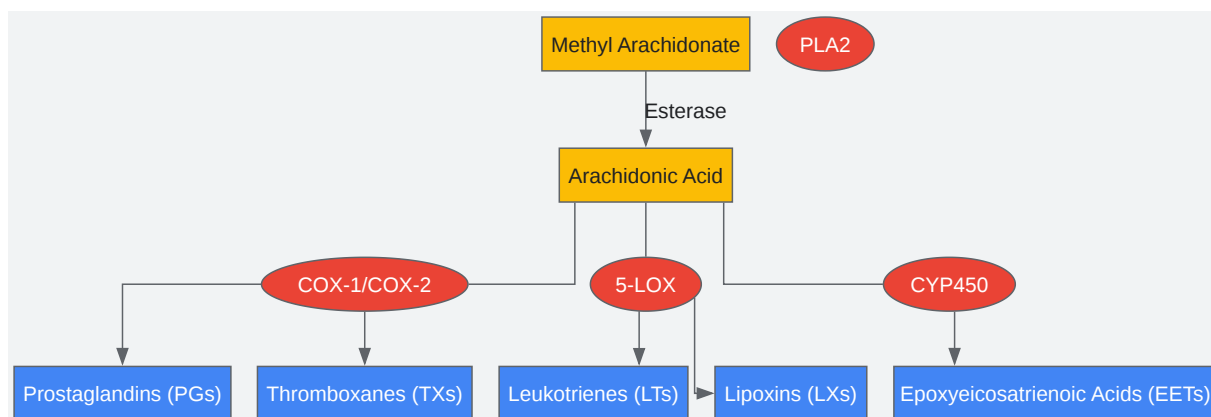 Methyl Arachidonate
PLA2
Esterase
Arachidonic Acid
COX-1/COX-2
5-LOX
CYP450
Prostaglandins (PGs)
Thromboxanes (TXs)
Leukotrienes (LTs)
Lipoxins (LXs)
Epoxyeicosatrienoic Acids (EETs)